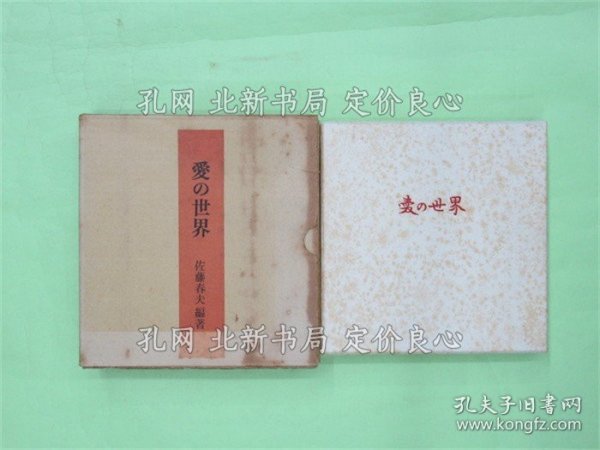 孔网 北新书局 定价良心
愛の世界
佐藤春夫 編著
愛の世界
孔网 北新书局 定价良心
孔夫子旧书网
www.kongfz.com